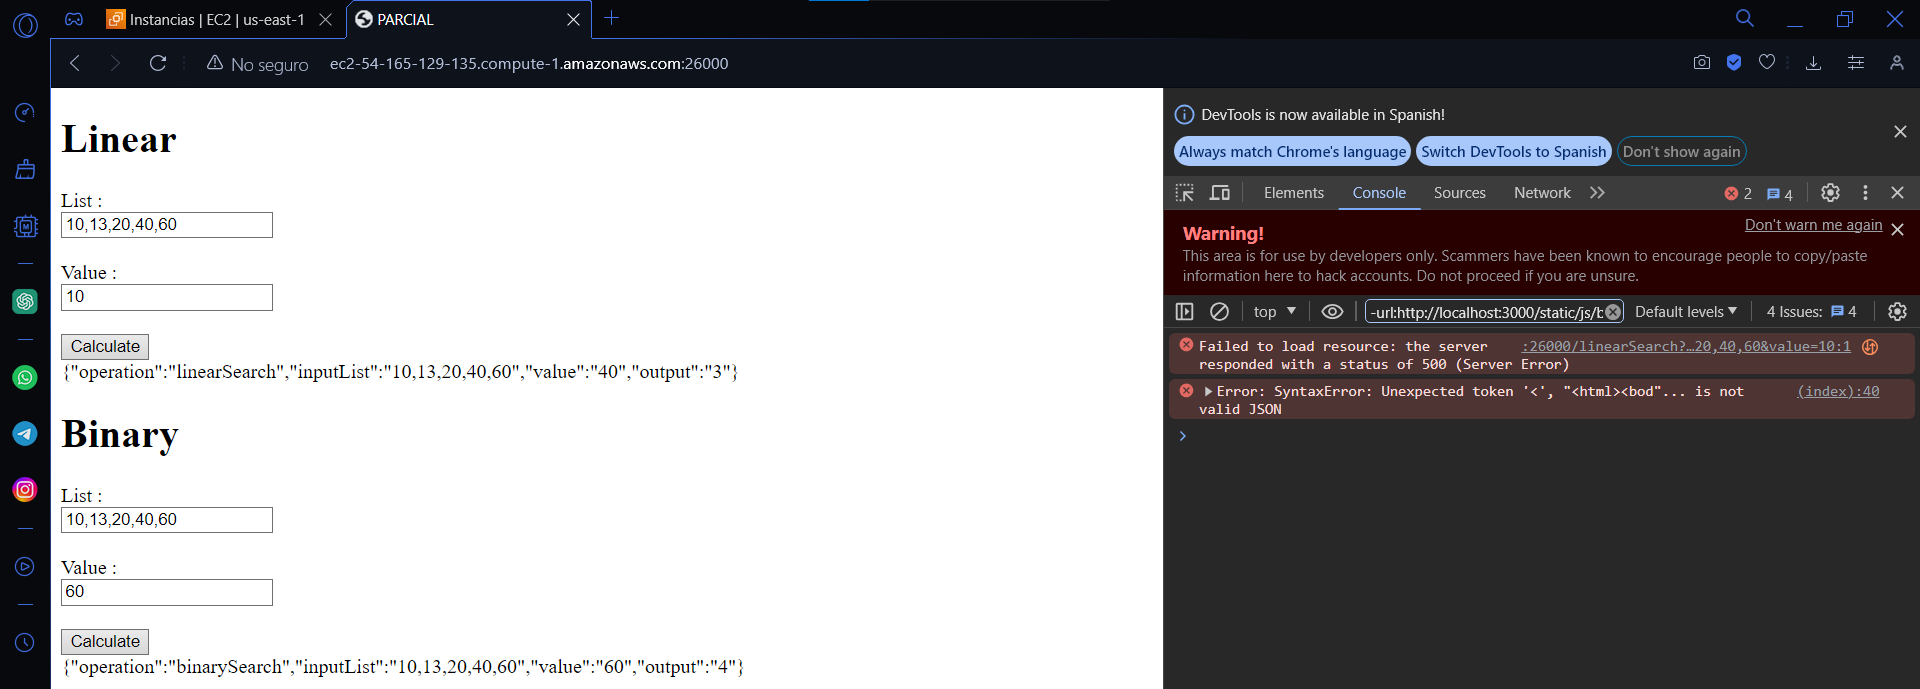 Instancias | EC2 | us-east-1
PARCIAL
No seguro
ec2-54-165-129-135.compute-1.amazonaws.com:26000
Linear
List :
10,13,20,40,60
Value :
10
Calculate
{"operation":"linearSearch","inputList":"10,13,20,40,60","value":"40","output":"3"}
Binary
List :
10,13,20,40,60
Value :
60
Calculate
{"operation":"binarySearch","inputList":"10,13,20,40,60","value":"60","output":"4"}
DevTools is now available in Spanish!
Always match Chrome's language
Switch DevTools to Spanish
Don't show again
Elements
Console
Sources
Network
2
4
Warning!
Don't warn me again
This area is for use by developers only. Scammers have been known to encourage people to copy/paste
information here to hack accounts. Do not proceed if you are unsure.
top
-url:http://localhost:3000/static/js/b
Default levels
4 Issues:
4
Failed to load resource: the server :26000/linearSearch?…20,40,60&value=10:1
responded with a status of 500 (Server Error)
Error: SyntaxError: Unexpected token '<', "<html><bod"... is not (index):40
valid JSON